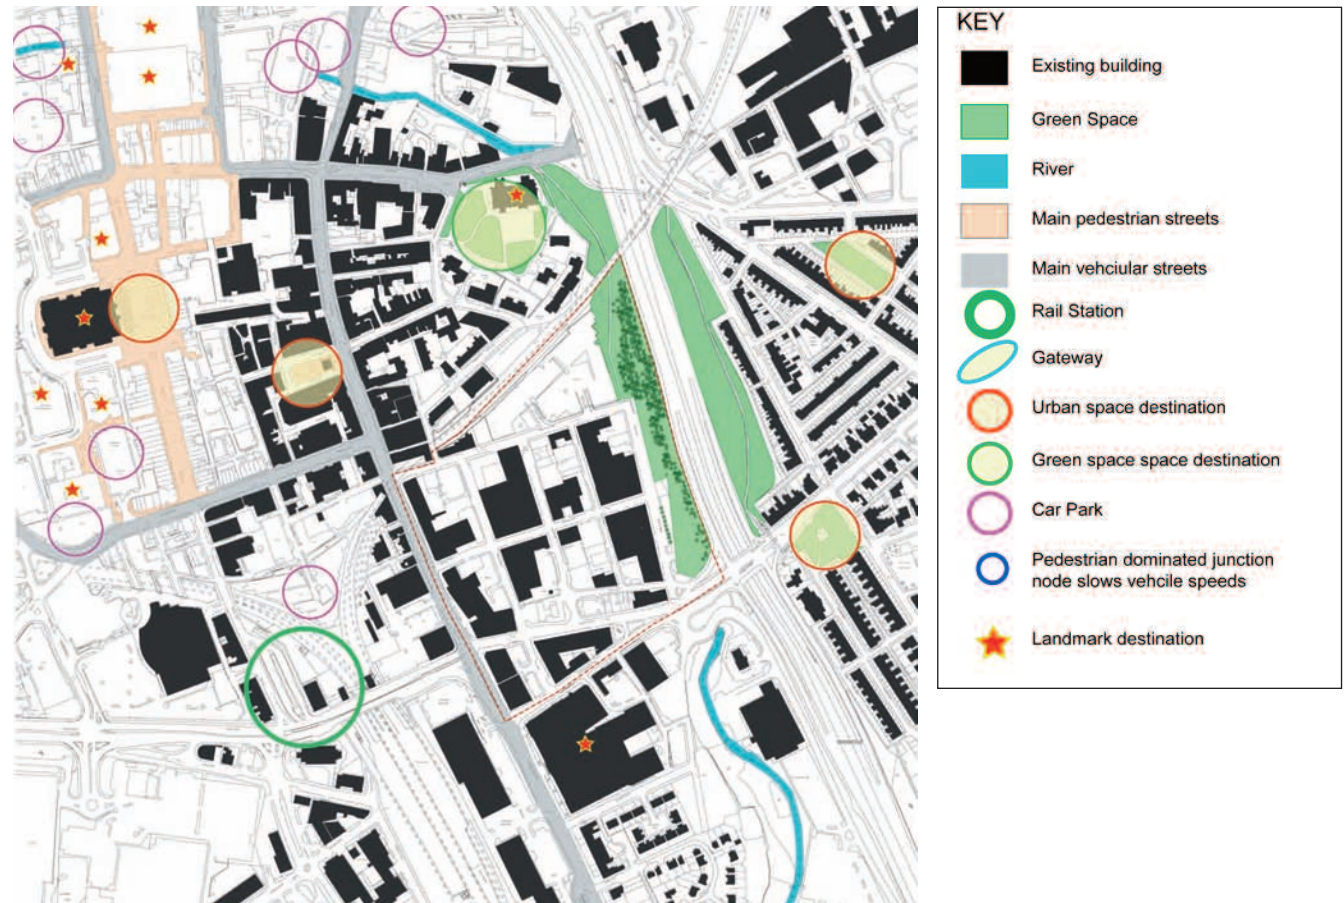 KEY
Existing building
Green Space
River
Main pedestrian streets
Main vehciular streets
Rail Station
Gateway
Urban space destination
Green space space destination
Car Park
Pedestrian dominated junction
node slows vehcile speeds
Landmark destination